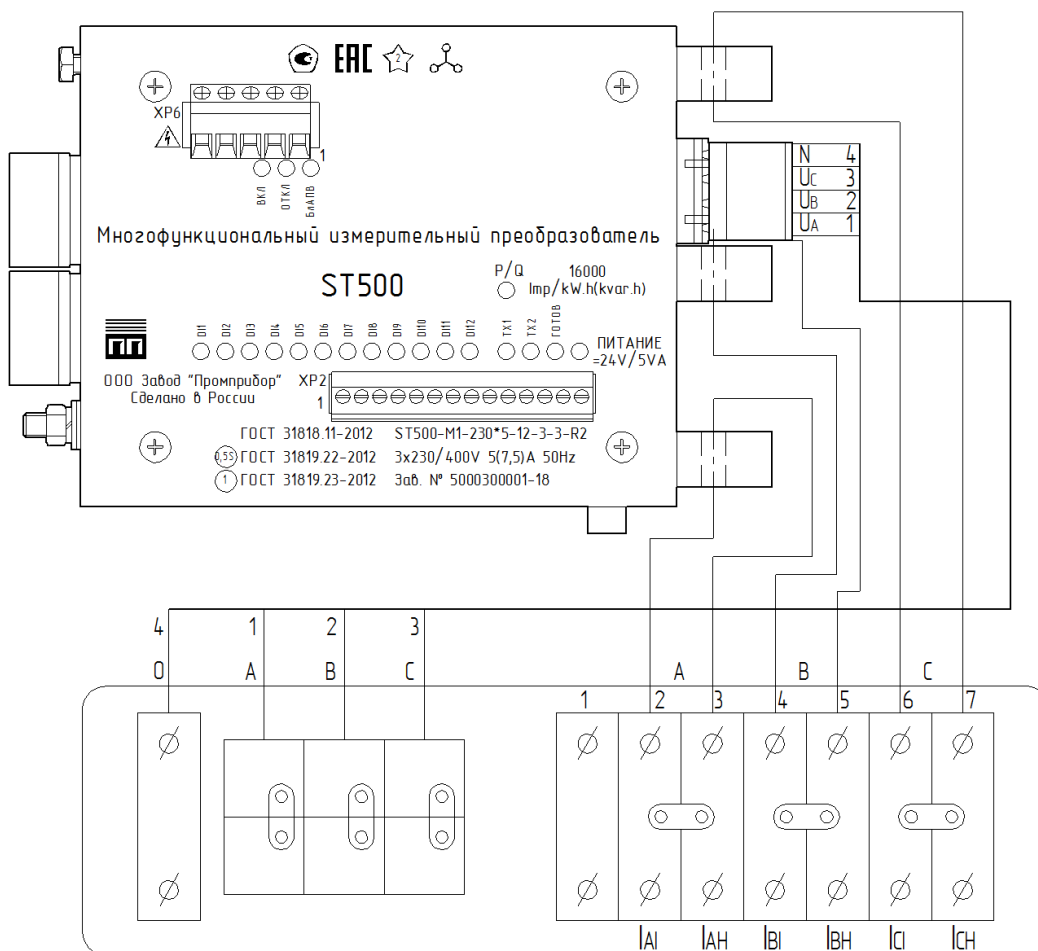 ЕАС 2
XP6
1
ВКЛ
ОТКЛ
БлАПВ
N 4
UC 3
UB 2
UA 1
Многофункциональный измерительный преобразователь
ST500
P/Q 16000
Imp/kW.h(kvar.h)
DI1 DI2 DI3 DI4 DI5 DI6 DI7 DI8 DI9 DI10 DI11 DI12 TX1 TX2 ГОТОВ
ПИТАНИЕ
=24V/5VA
ООО Завод "Промприбор"
Сделано в России
XP2
1
ГОСТ 31818.11-2012 ST500-M1-230*5-12-3-3-R2
0,5S ГОСТ 31819.22-2012 3x230/400V 5(7,5)A 50Hz
1 ГОСТ 31819.23-2012 Зав. № 5000300001-18
4 1 2 3
0 A B C A B C
1 2 3 4 5 6 7
IAI IAH IBI IBH ICI ICH